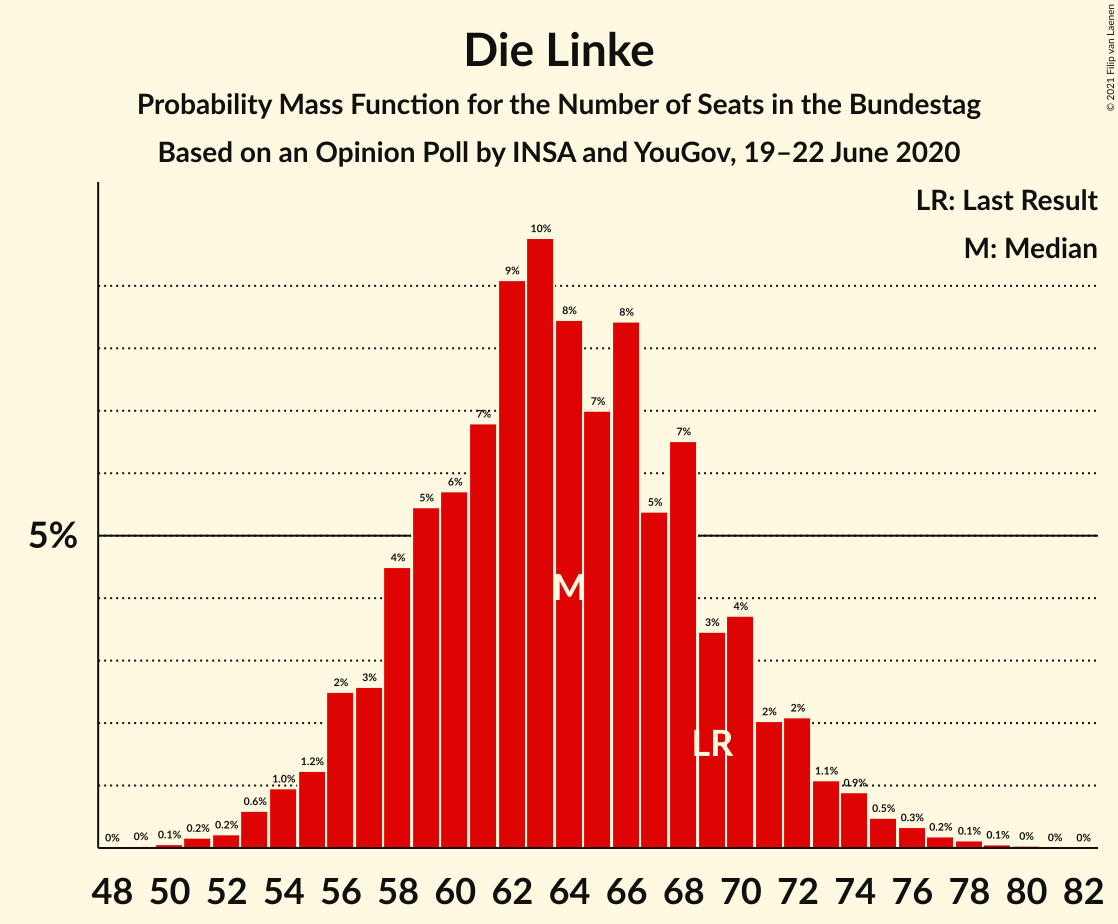 Die Linke
Probability Mass Function for the Number of Seats in the Bundestag
Based on an Opinion Poll by INSA and YouGov, 19–22 June 2020
© 2021 Filip van Laenen
LR: Last Result
M: Median
5%
0% 0% 0.1% 0.2% 0.2% 0.6% 1.0% 1.2% 2% 3% 4% 5% 6% 7% 9% 10% 8% 7% 8% 5% 7% 3% 4% 2% 2% 1.1% 0.9% 0.5% 0.3% 0.2% 0.1% 0.1% 0% 0% 0%
M
LR
48 50 52 54 56 58 60 62 64 66 68 70 72 74 76 78 80 82